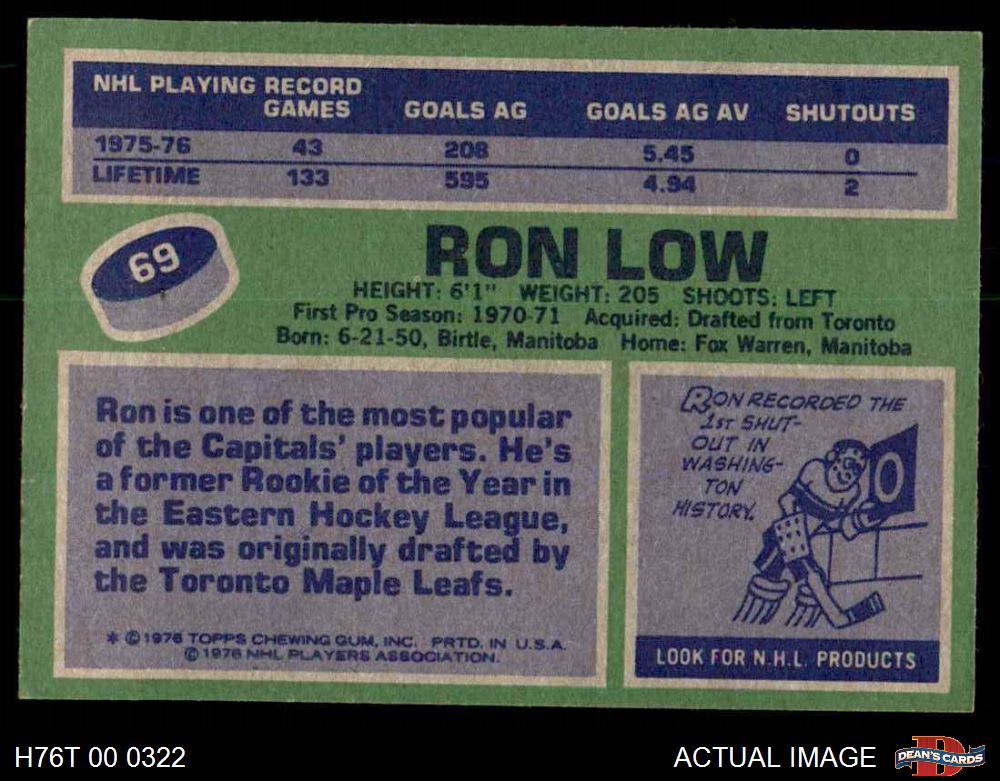 NHL PLAYING RECORD
GAMES GOALS AG GOALS AG AV SHUTOUTS
1975-76 43 208 5.45 0
LIFETIME 133 595 4.94 2
69
RON LOW
HEIGHT: 6'1" WEIGHT: 205 SHOOTS: LEFT
First Pro Season: 1970-71 Acquired: Drafted from Toronto
Born: 6-21-50, Birtle, Manitoba Home: Fox Warren, Manitoba
Ron is one of the most popular
of the Capitals' players. He's
a former Rookie of the Year in
the Eastern Hockey League,
and was originally drafted by
the Toronto Maple Leafs.
* © 1976 TOPPS CHEWING GUM, INC. PRTD. IN U.S.A.
© 1976 NHL PLAYERS ASSOCIATION.
RON RECORDED THE
1ST SHUT-
OUT IN
WASHING-
TON
HISTORY.
0
LOOK FOR N.H.L. PRODUCTS
H76T 00 0322
ACTUAL IMAGE
D
DEAN'S CARDS